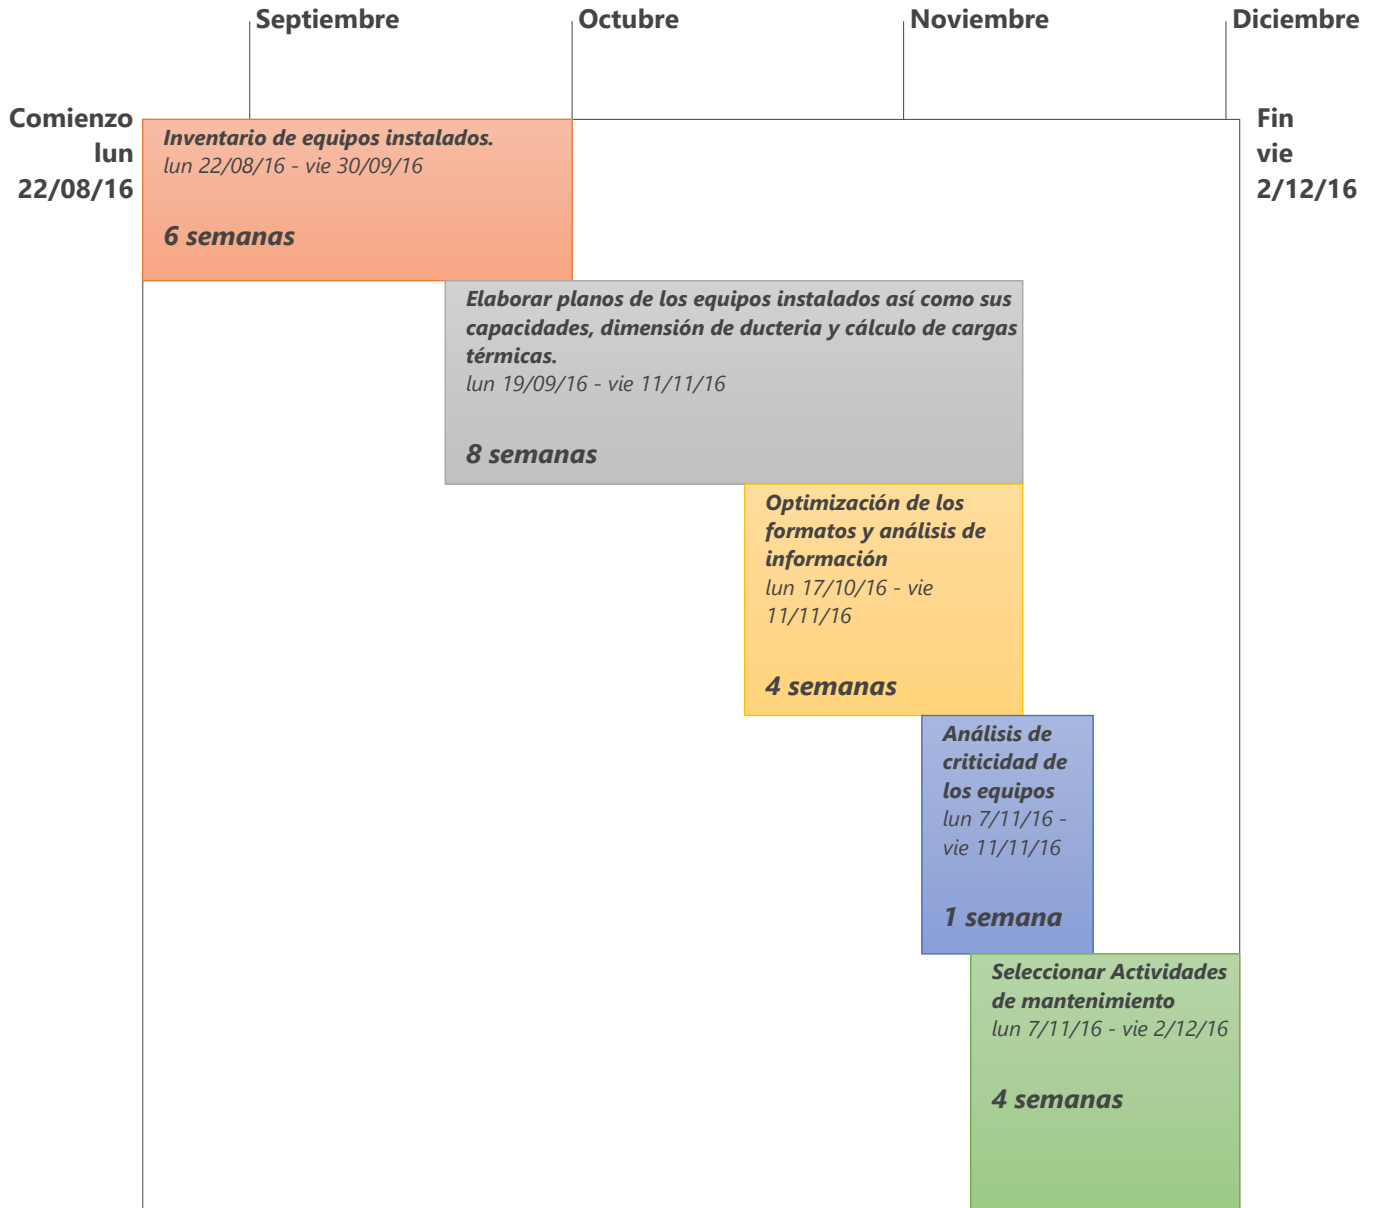 Septiembre
Octubre
Noviembre
Diciembre
Comienzo
lun
22/08/16
Fin
vie
2/12/16
Inventario de equipos instalados.
lun 22/08/16 - vie 30/09/16
6 semanas
Elaborar planos de los equipos instalados así como sus
capacidades, dimensión de ducteria y cálculo de cargas
térmicas.
lun 19/09/16 - vie 11/11/16
8 semanas
Optimización de los
formatos y análisis de
información
lun 17/10/16 - vie
11/11/16
4 semanas
Análisis de
criticidad de
los equipos
lun 7/11/16 -
vie 11/11/16
1 semana
Seleccionar Actividades
de mantenimiento
lun 7/11/16 - vie 2/12/16
4 semanas